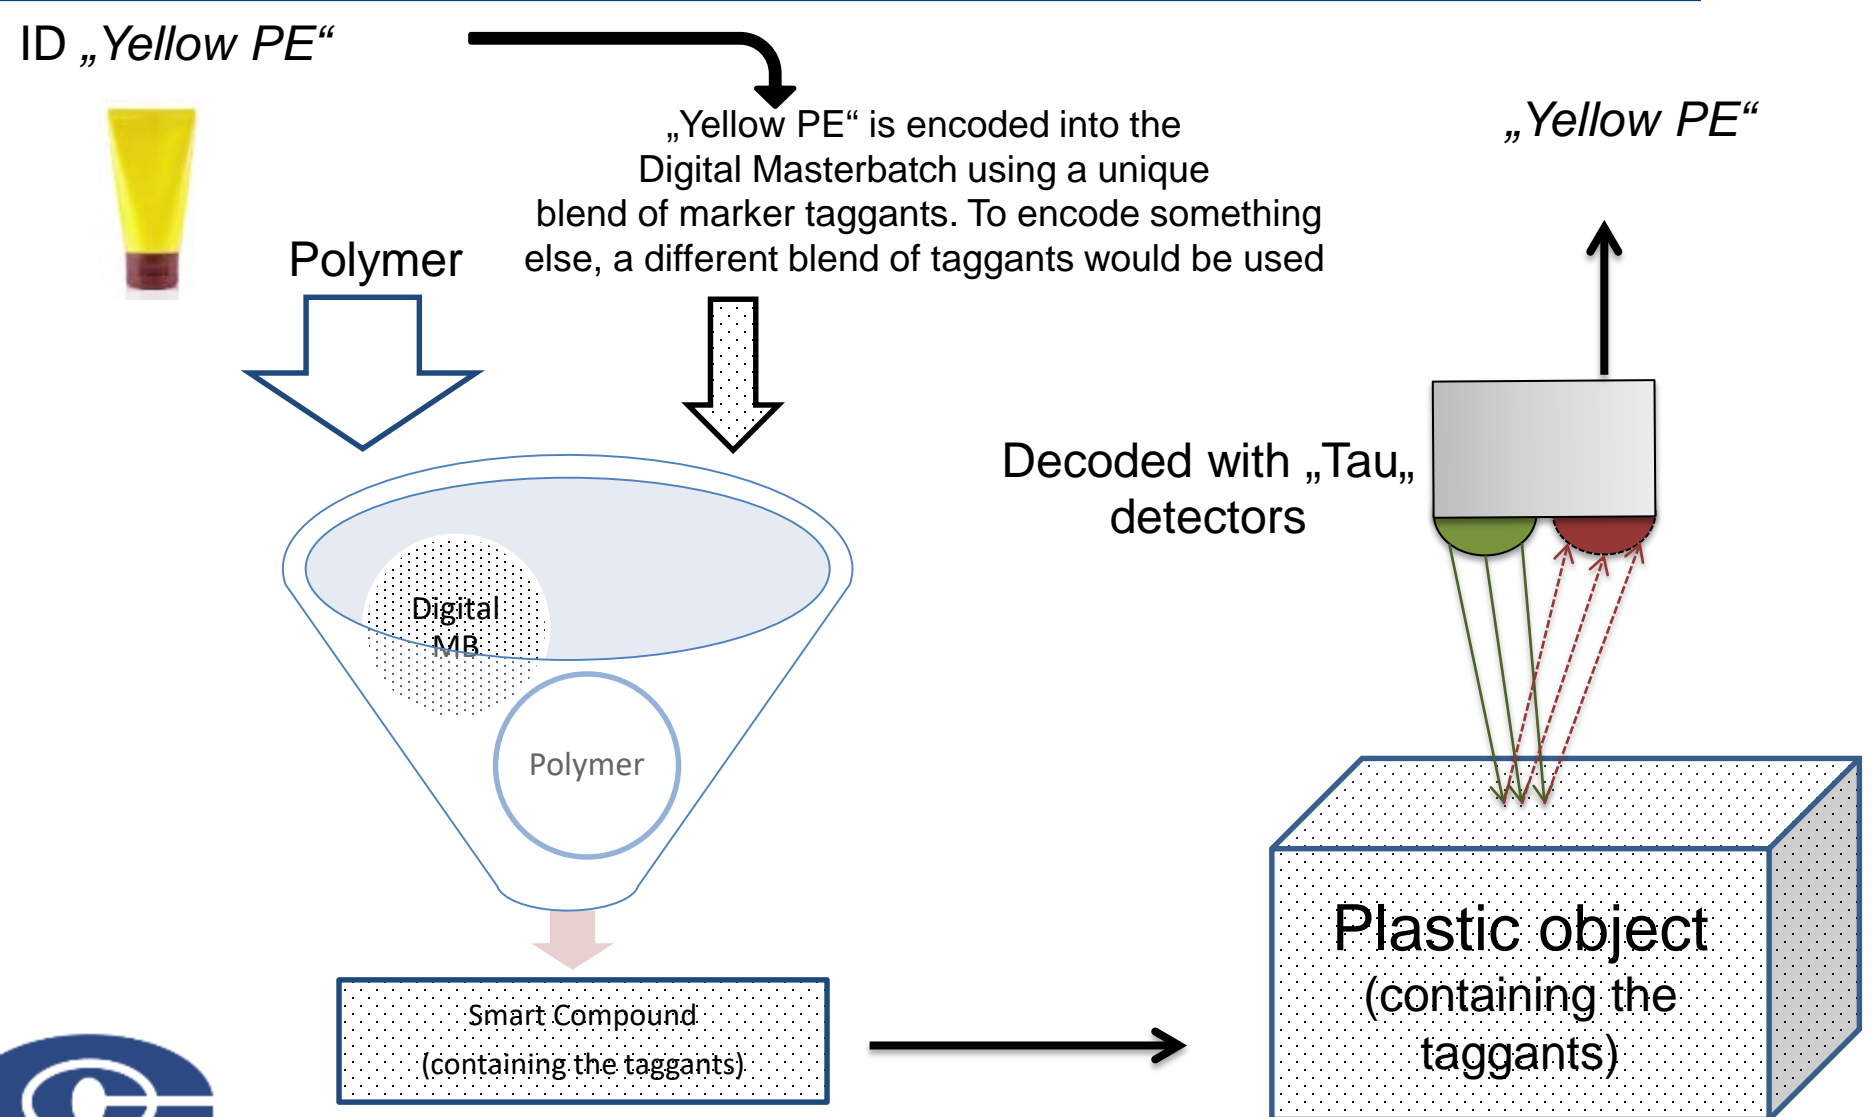 ID „Yellow PE“
„Yellow PE“ is encoded into the
Digital Masterbatch using a unique
blend of marker taggants. To encode something
else, a different blend of taggants would be used
„Yellow PE“
Polymer
Decoded with „Tau„
detectors
Digital
MB
Polymer
Smart Compound
(containing the taggants)
Plastic object
(containing the
taggants)